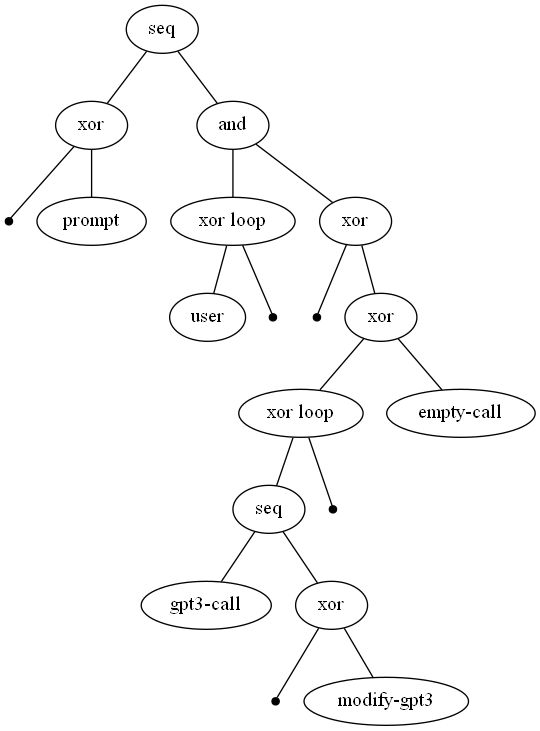 seq
xor
and
prompt
xor loop
xor
user
xor
xor loop
empty-call
seq
gpt3-call
xor
modify-gpt3